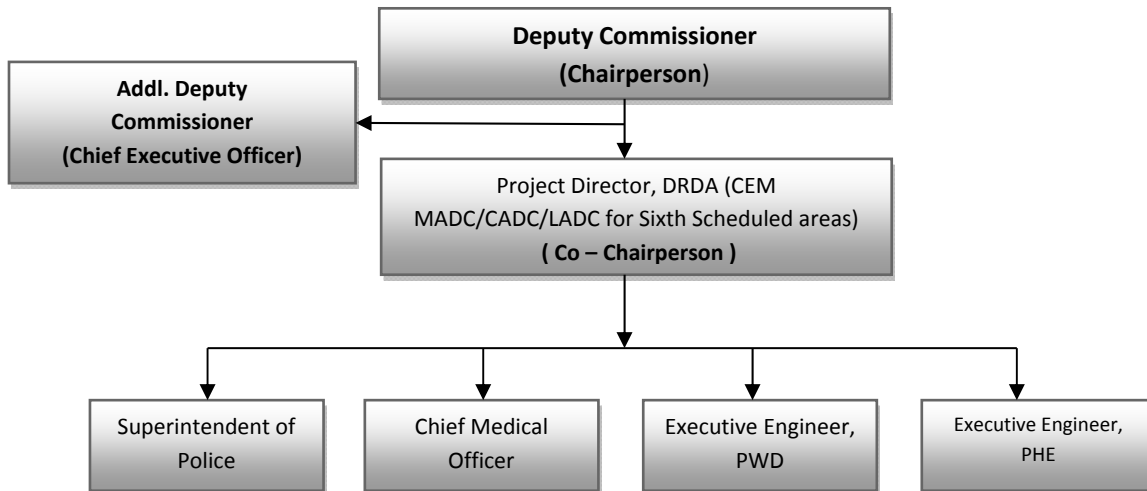 Deputy Commissioner
(Chairperson)
Addl. Deputy
Commissioner
(Chief Executive Officer)
Project Director, DRDA (CEM
MADC/CADC/LADC for Sixth Scheduled areas)
( Co – Chairperson )
Superintendent of
Police
Chief Medical
Officer
Executive Engineer,
PWD
Executive Engineer,
PHE